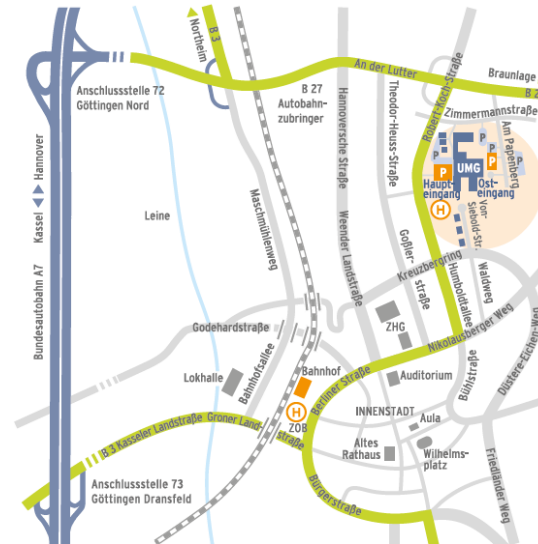 B 3
Northeim
An der Lutter
Braunlage
B 2
Anschlussstelle 72
Göttingen Nord
B 27
Autobahn-
zubringer
Hannoversche Straße
Theodor-Heuss-Straße
Robert-Koch-Straße
Zimmermannstraße
Am Papenberg
P
P
P
P
P
P
UMG
Haupt-
eingang
Ost-
eingang
H
Von-
Siebold-Str.
Kassel
Hannover
Bundesautobahn A7
Leine
Maschmühlenweg
Weender Landstraße
Goßler-
straße
Kreuzbergring
Humboldtallee
Waldweg
Godehardstraße
ZHG
Nikolausberger Weg
Düstere-Eichen-Weg
Lokhalle
Bahnhofsallee
Bahnhof
Berliner Straße
Auditorium
Bühlstraße
H
ZOB
INNENSTADT
Aula
B 3 Kasseler Landstraße
Groner Land-
straße
Altes
Rathaus
Wilhelms-
platz
Friedländer Weg
Anschlussstelle 73
Göttingen Dransfeld
Bürgerstraße